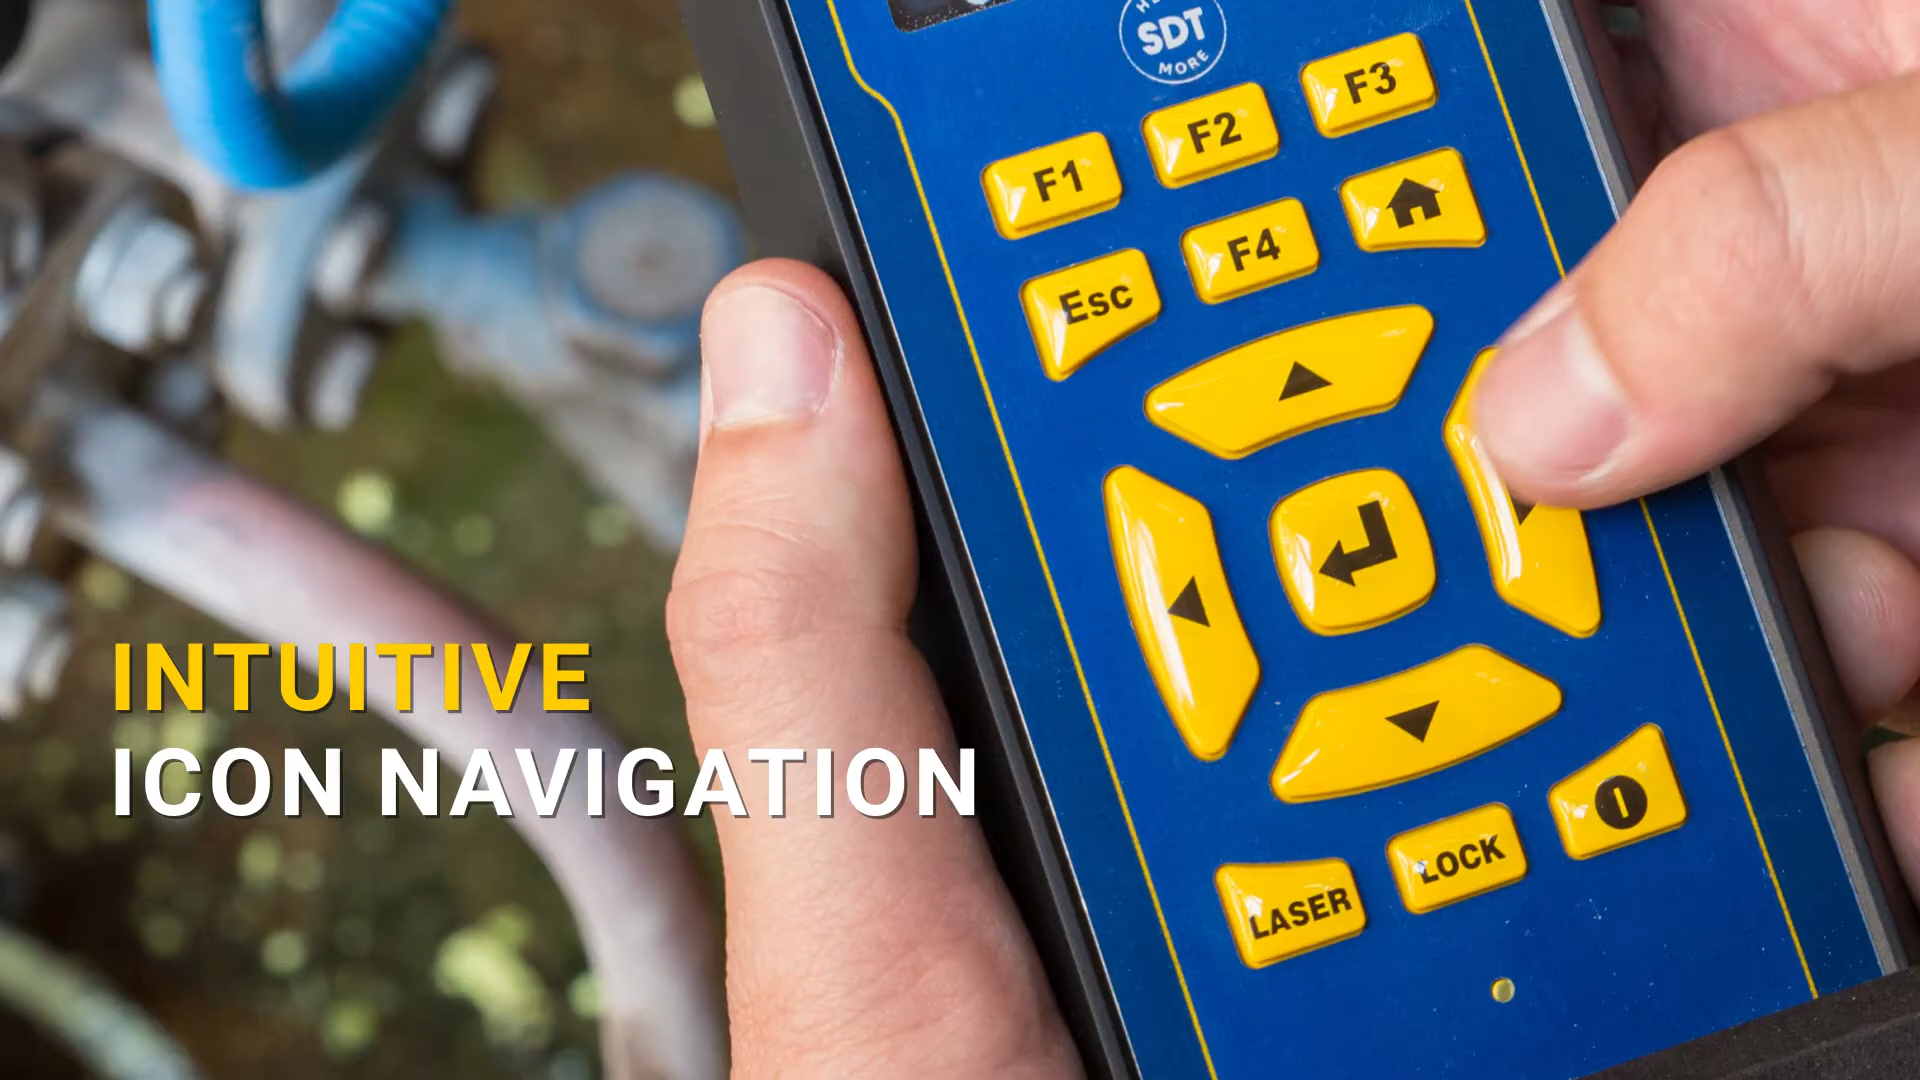 SDT
MORE
F1
F2
F3
Esc
F4
LASER
LOCK
INTUITIVE
ICON NAVIGATION